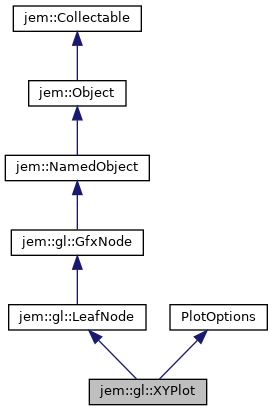 jem::Collectable
jem::Object
jem::NamedObject
jem::gl::GfxNode
jem::gl::LeafNode
PlotOptions
jem::gl::XYPlot